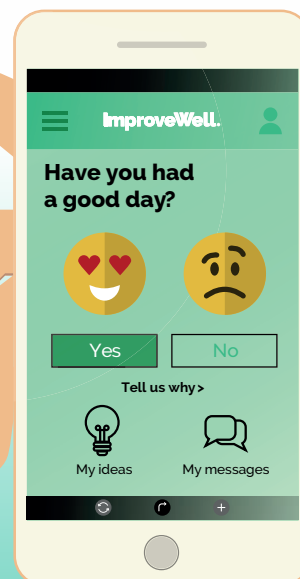 ImproveWell.
Have you had
a good day?
Yes No
Tell us why >
My ideas My messages